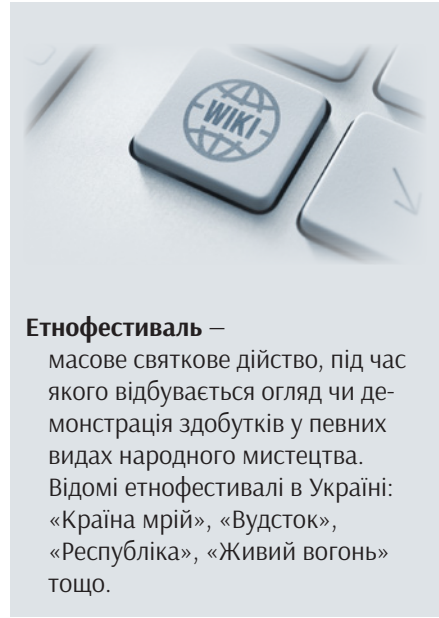 WIKI
Етнофестиваль –
масове святкове дійство, під час
якого відбувається огляд чи де-
монстрація здобутків у певних
видах народного мистецтва.
Відомі етнофестивалі в Україні:
«Країна мрій», «Вудсток»,
«Республіка», «Живий вогонь»
тощо.